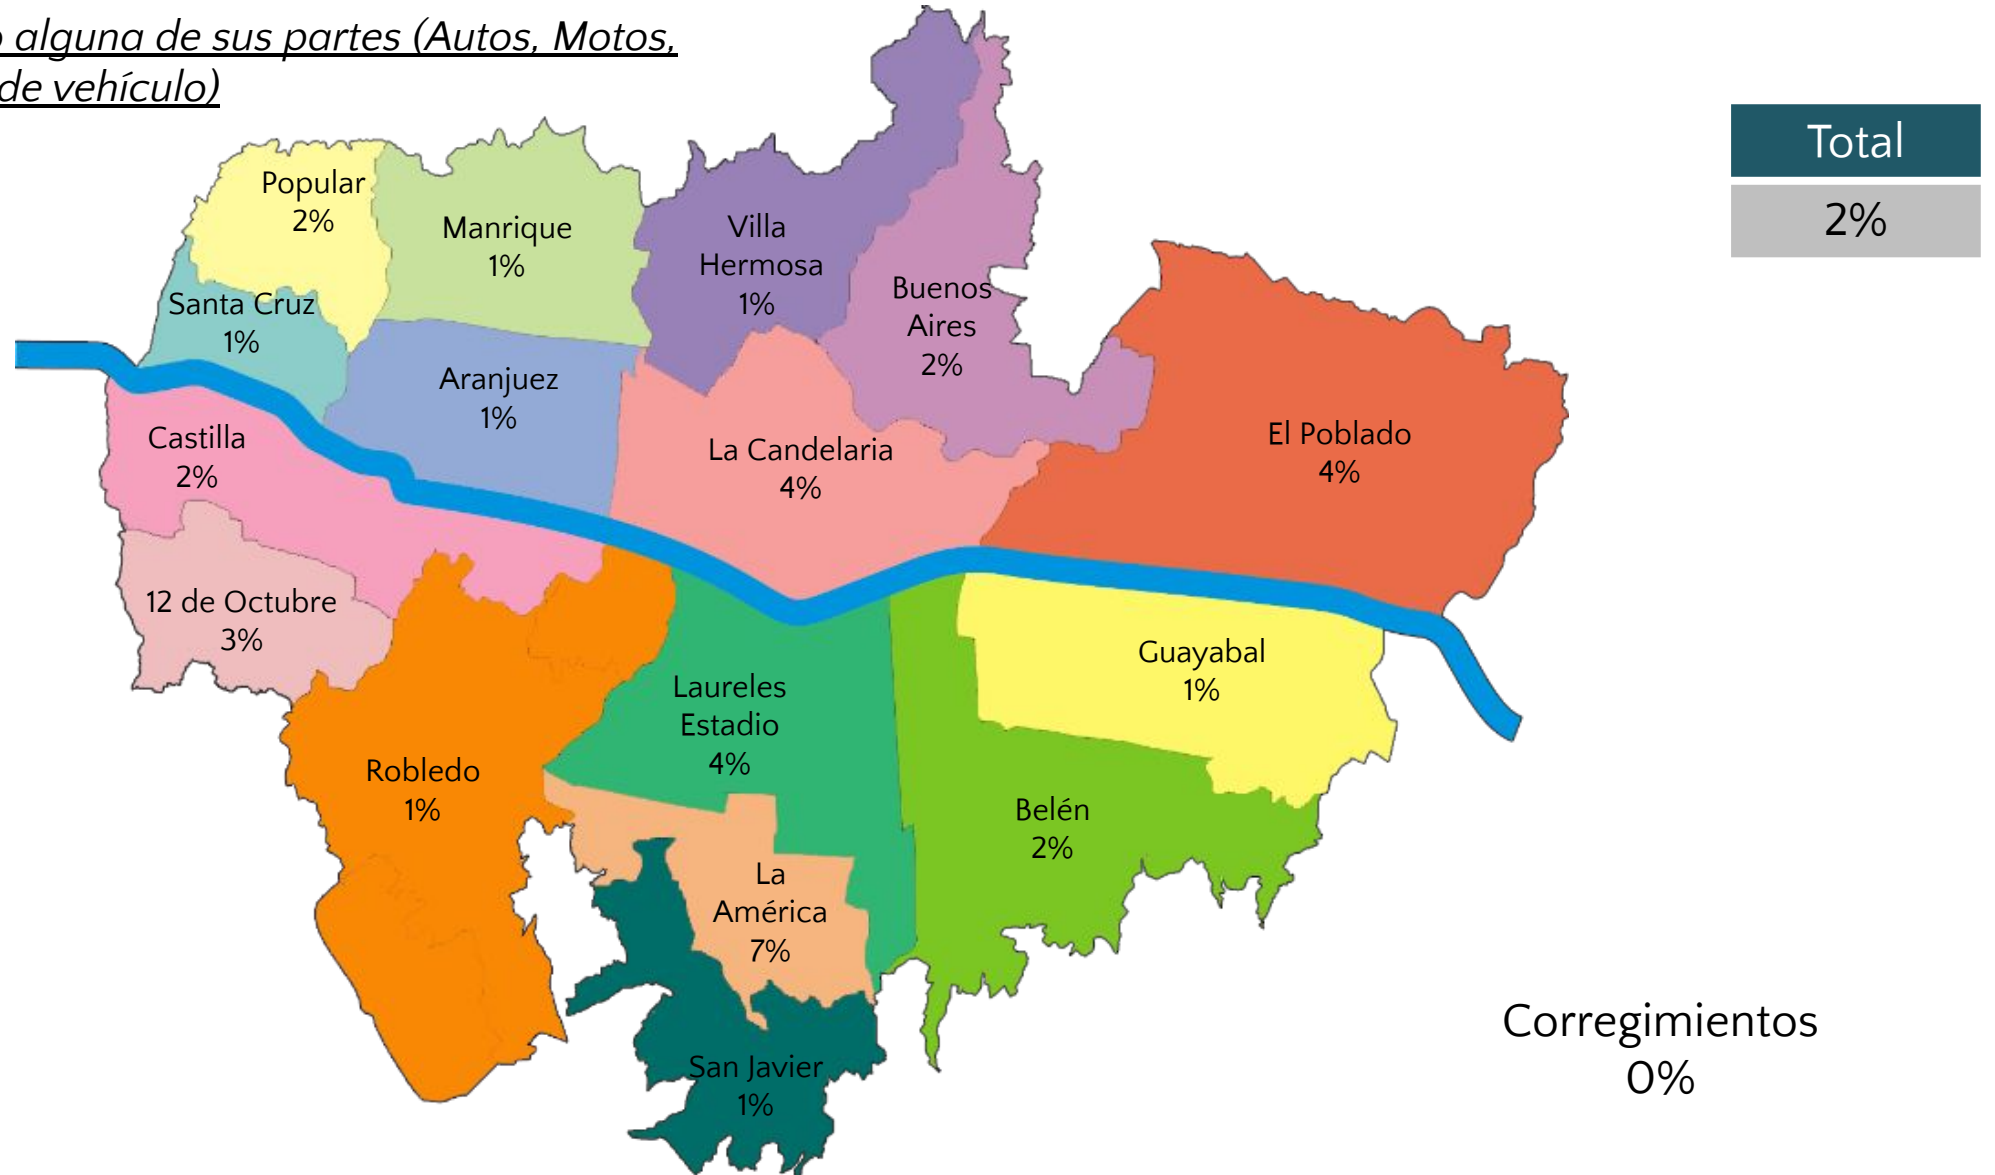 o alguna de sus partes (Autos, Motos,
de vehículo)
Total
2%
Popular
2%
Manrique
1%
Villa
Hermosa
1%
Buenos
Aires
2%
Santa Cruz
1%
Aranjuez
1%
La Candelaria
4%
El Poblado
4%
Castilla
2%
12 de Octubre
3%
Guayabal
1%
Laureles
Estadio
4%
Robledo
1%
Belén
2%
La
América
7%
San Javier
1%
Corregimientos
0%